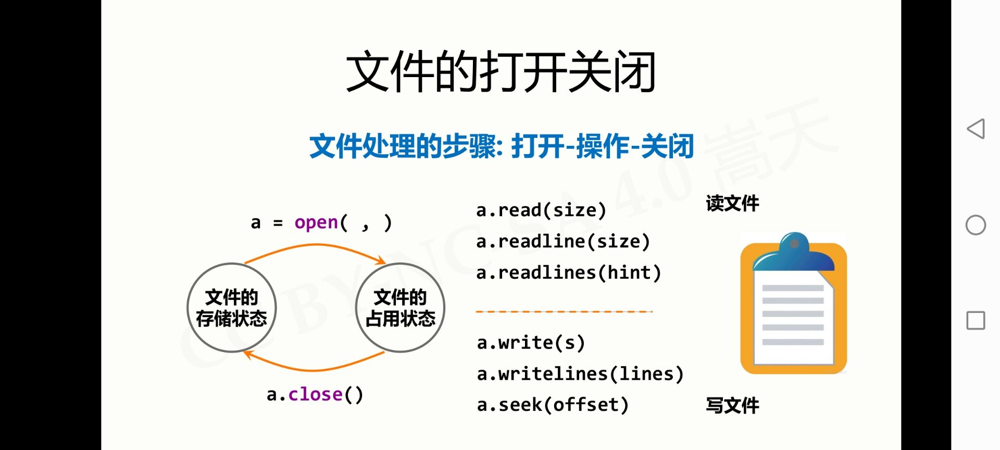 文件的打开关闭
文件处理的步骤: 打开-操作-关闭
a = open( , )
文件的
存储状态
文件的
占用状态
a.close()
a.read(size)
a.readline(size)
a.readlines(hint)
读文件
a.write(s)
a.writelines(lines)
a.seek(offset)
写文件
CC BY-NC-SA 4.0 嵩天